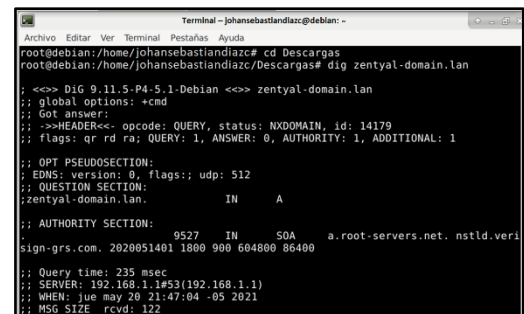 Terminal – johansebastiandiazc@debian: ~
Archivo Editar Ver Terminal Pestañas Ayuda
root@debian:/home/johansebastiandiazc# cd Descargas
root@debian:/home/johansebastiandiazc/Descargas# dig zentyal-domain.lan
; <<>> DiG 9.11.5-P4-5.1-Debian <<>> zentyal-domain.lan
;; global options: +cmd
;; Got answer:
;; ->>HEADER<<- opcode: QUERY, status: NXDOMAIN, id: 14179
;; flags: qr rd ra; QUERY: 1, ANSWER: 0, AUTHORITY: 1, ADDITIONAL: 1
;; OPT PSEUDOSECTION:
; EDNS: version: 0, flags:; udp: 512
;; QUESTION SECTION:
;zentyal-domain.lan. IN A
;; AUTHORITY SECTION:
. 9527 IN SOA a.root-servers.net. nstld.veri
sign-grs.com. 2020051401 1800 900 604800 86400
;; Query time: 235 msec
;; SERVER: 192.168.1.1#53(192.168.1.1)
;; WHEN: jue may 20 21:47:04 -05 2021
;; MSG SIZE rcvd: 122